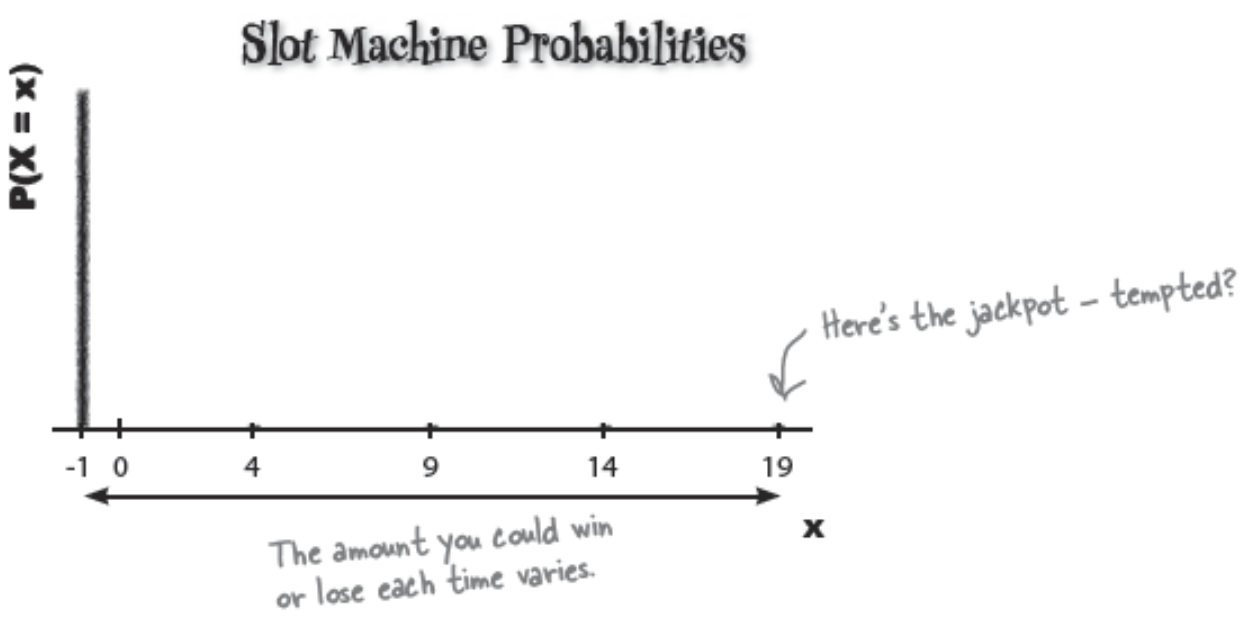 Slot Machine Probabilities
P(X = x)
Here's the jackpot – tempted?
-1 0 4 9 14 19
x
The amount you could win
or lose each time varies.